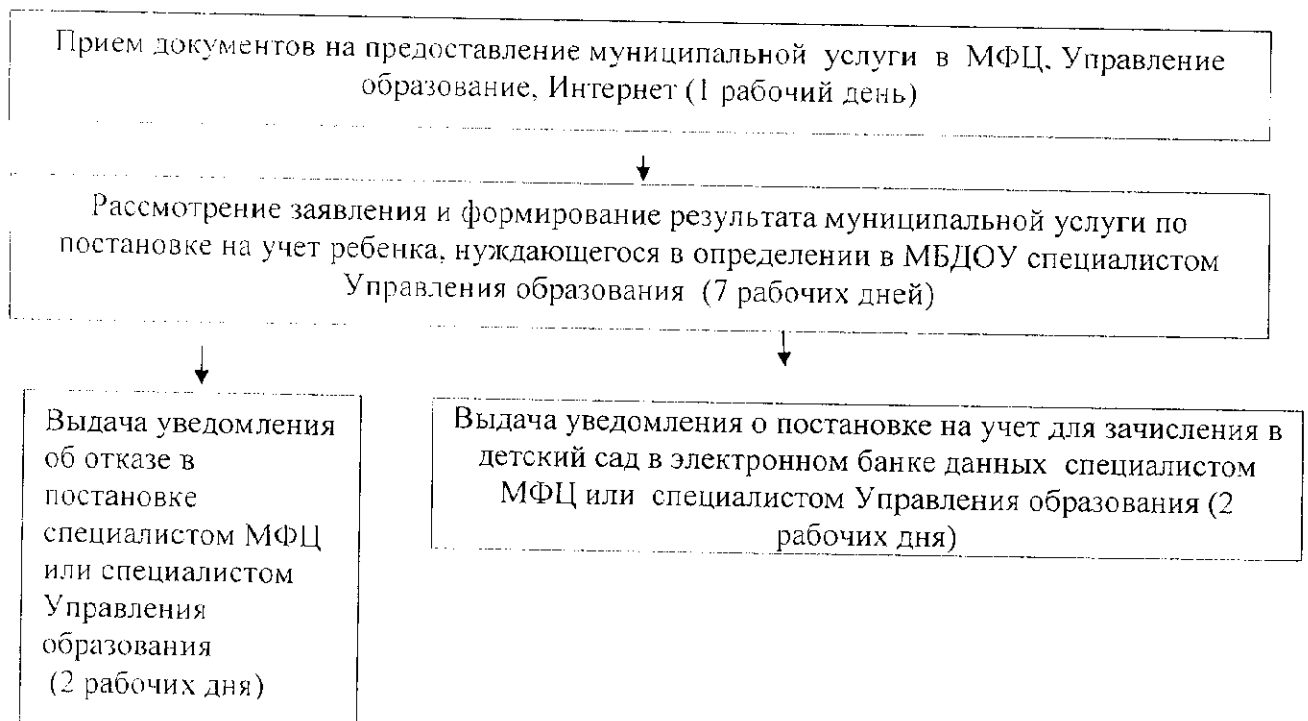 Прием документов на предоставление муниципальной услуги в МФЦ, Управление
образование, Интернет (1 рабочий день)
Рассмотрение заявления и формирование результата муниципальной услуги по
постановке на учет ребенка, нуждающегося в определении в МБДОУ специалистом
Управления образования (7 рабочих дней)
Выдача уведомления
об отказе в
постановке
специалистом МФЦ
или специалистом
Управления
образования
(2 рабочих дня)
Выдача уведомления о постановке на учет для зачисления в
детский сад в электронном банке данных специалистом
МФЦ или специалистом Управления образования (2
рабочих дня)